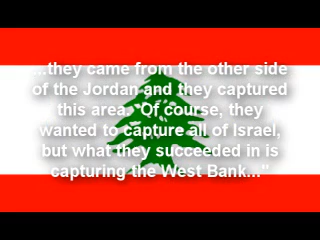 ...they came from the other side
of the Jordan and they captured
this area.  Of course, they
wanted to capture all of Israel,
but what they succeeded in is
capturing the West Bank..."